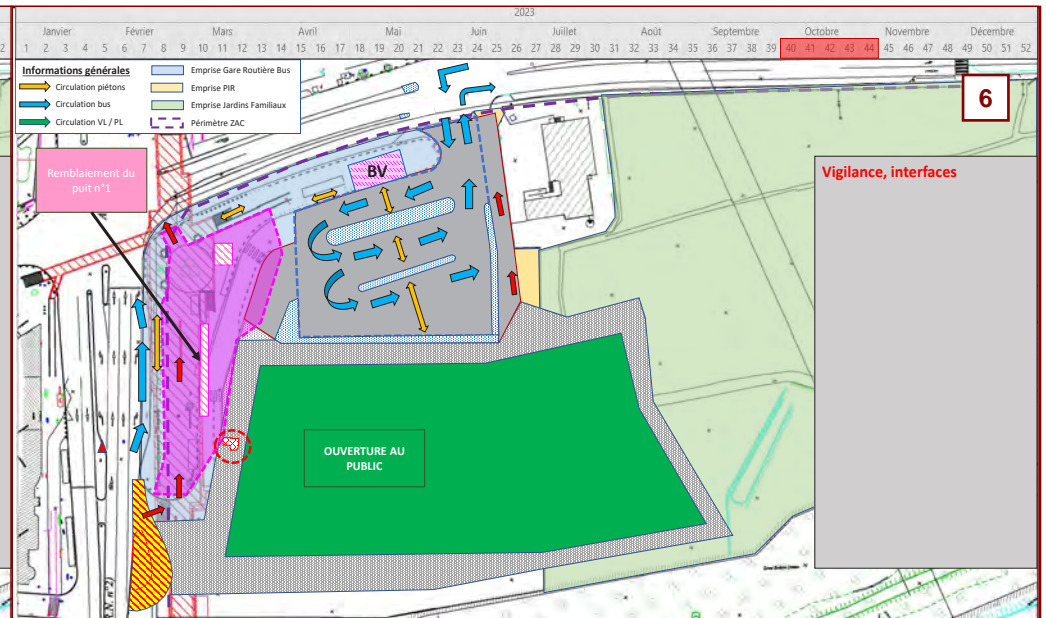 2023
Janvier Février Mars Avril Mai Juin Juillet Août Septembre Octobre Novembre Décembre
2 1 2 3 4 5 6 7 8 9 10 11 12 13 14 15 16 17 18 19 20 21 22 23 24 25 26 27 28 29 30 31 32 33 34 35 36 37 38 39 40 41 42 43 44 45 46 47 48 49 50 51 52
Informations générales
Circulation piétons
Circulation bus
Circulation VL / PL
Emprise Gare Routière Bus
Emprise PIR
Emprise Jardins Familiaux
Périmètre ZAC
6
Remblaiement du
puit n°1
BV
Vigilance, interfaces
OUVERTURE AU
PUBLIC